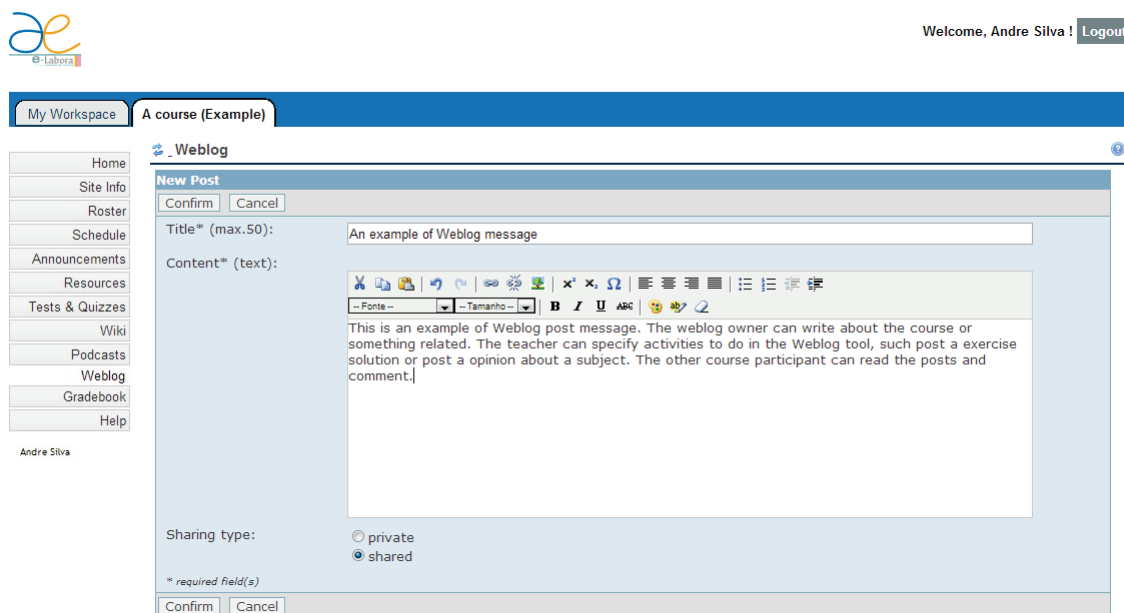 e-Labora
Welcome, Andre Silva ! Logout
My Workspace
A course (Example)
Weblog
Home
Site Info
Roster
Schedule
Announcements
Resources
Tests & Quizzes
Wiki
Podcasts
Weblog
Gradebook
Help
Andre Silva
New Post
Confirm Cancel
Title* (max.50):
An example of Weblog message
Content* (text):
-- Fonte -- -- Tamanho -- B I U ABC
This is an example of Weblog post message. The weblog owner can write about the course or
something related. The teacher can specify activities to do in the Weblog tool, such post a exercise
solution or post a opinion about a subject. The other course participant can read the posts and
comment.
Sharing type:
private
shared
* required field(s)
Confirm Cancel